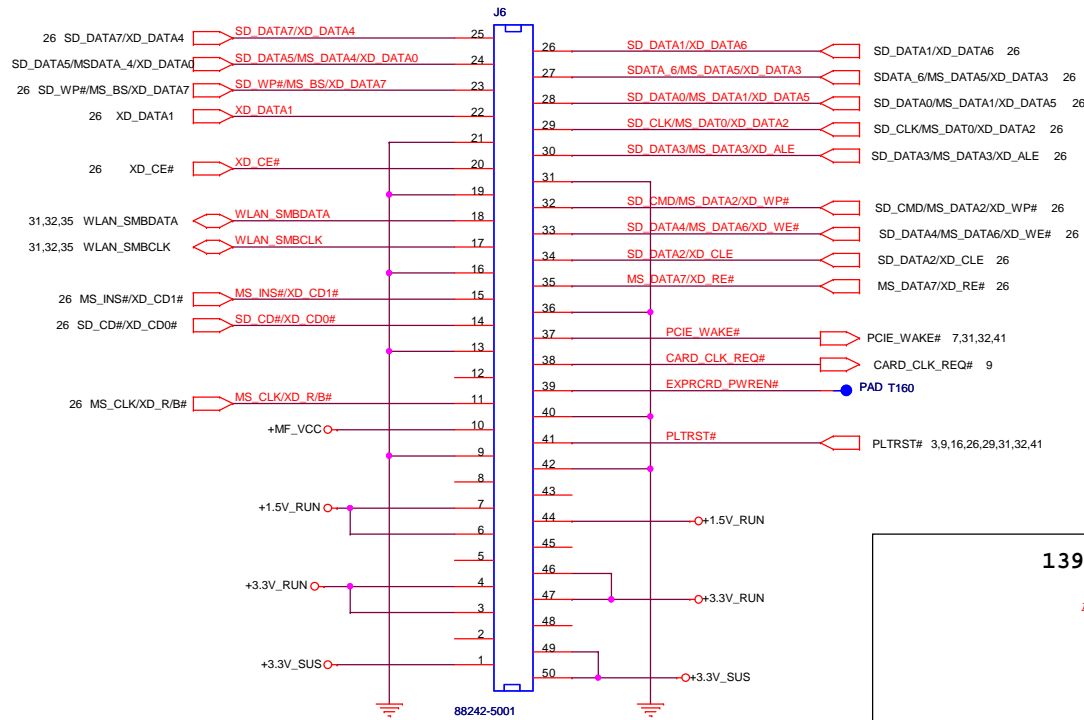 J6
26 SD_DATA7/XD_DATA4 SD_DATA7/XD_DATA4 25
SD_DATA5/MSDATA_4/XD_DATA0 SD_DATA5/MS_DATA4/XD_DATA0 24
26 SD_WP#/MS_BS/XD_DATA7 SD_WP#/MS_BS/XD_DATA7 23
26 XD_DATA1 XD_DATA1 22
21
26 XD_CE# XD_CE# 20
19
31,32,35 WLAN_SMBDATA WLAN_SMBDATA 18
31,32,35 WLAN_SMBCLK WLAN_SMBCLK 17
16
26 MS_INS#/XD_CD1# MS_INS#/XD_CD1# 15
26 SD_CD#/XD_CD0# SD_CD#/XD_CD0# 14
13
12
26 MS_CLK/XD_R/B# MS_CLK/XD_R/B# 11
+MF_VCC 10
9
8
+1.5V_RUN 7
6
5
+3.3V_RUN 4
3
2
+3.3V_SUS 1
26 SD_DATA1/XD_DATA6 SD_DATA1/XD_DATA6 26
27 SDATA_6/MS_DATA5/XD_DATA3 SDATA_6/MS_DATA5/XD_DATA3 26
28 SD_DATA0/MS_DATA1/XD_DATA5 SD_DATA0/MS_DATA1/XD_DATA5 26
29 SD_CLK/MS_DAT0/XD_DATA2 SD_CLK/MS_DAT0/XD_DATA2 26
30 SD_DATA3/MS_DATA3/XD_ALE SD_DATA3/MS_DATA3/XD_ALE 26
31
32 SD_CMD/MS_DATA2/XD_WP# SD_CMD/MS_DATA2/XD_WP# 26
33 SD_DATA4/MS_DATA6/XD_WE# SD_DATA4/MS_DATA6/XD_WE# 26
34 SD_DATA2/XD_CLE SD_DATA2/XD_CLE 26
35 MS_DATA7/XD_RE# MS_DATA7/XD_RE# 26
36
37 PCIE_WAKE# PCIE_WAKE# 7,31,32,41
38 CARD_CLK_REQ# CARD_CLK_REQ# 9
39 EXPRCRD_PWREN# PAD T160
40
41 PLTRST# PLTRST# 3,9,16,26,29,31,32,41
42
43
44 +1.5V_RUN
45
46
47 +3.3V_RUN
48
49
50 +3.3V_SUS
88242-5001
139